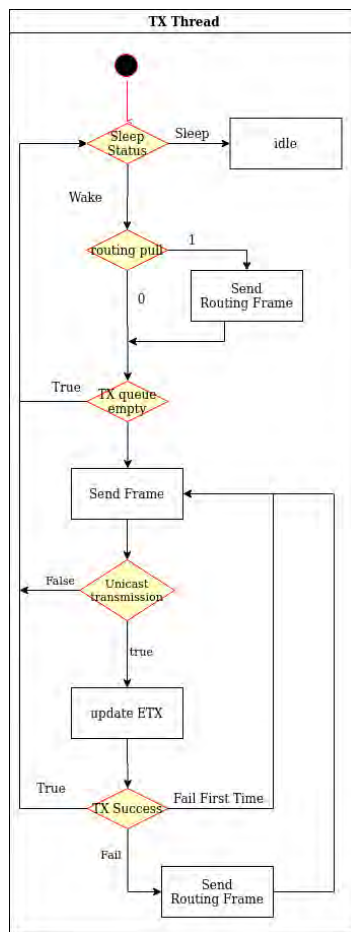 TX Thread
Sleep
Status
Sleep
idle
Wake
routing pull
1
Send
Routing Frame
0
True
TX queue
empty
Send Frame
False
Unicast
transmission
true
update ETX
True
TX Success
Fail First Time
Fail
Send
Routing Frame